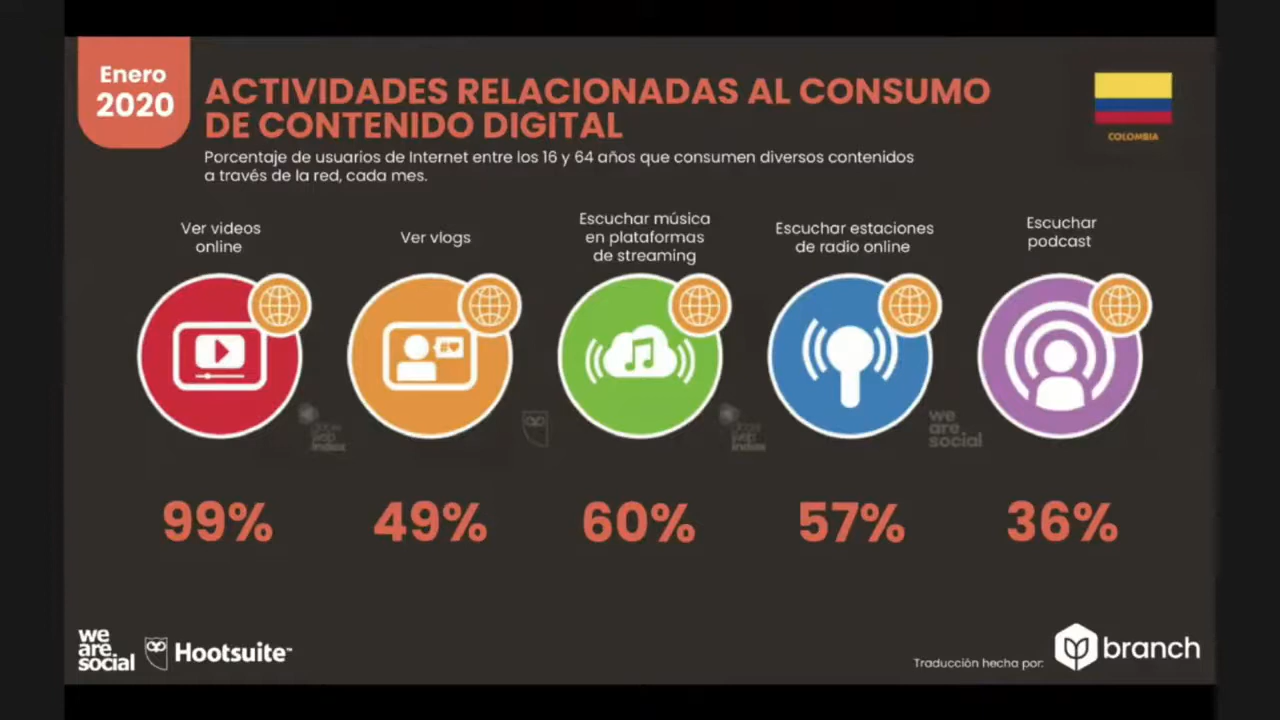 Enero
2020
ACTIVIDADES RELACIONADAS AL CONSUMO
DE CONTENIDO DIGITAL
Porcentaje de usuarios de Internet entre los 16 y 64 años que consumen diversos contenidos
a través de la red, cada mes.
COLOMBIA
Ver videos
online
Ver vlogs
Escuchar música
en plataformas
de streaming
Escuchar estaciones
de radio online
Escuchar
podcast
#
we
are
social
99%
49%
60%
57%
36%
we
are
social
Hootsuite™
Traducción hecha por:
branch